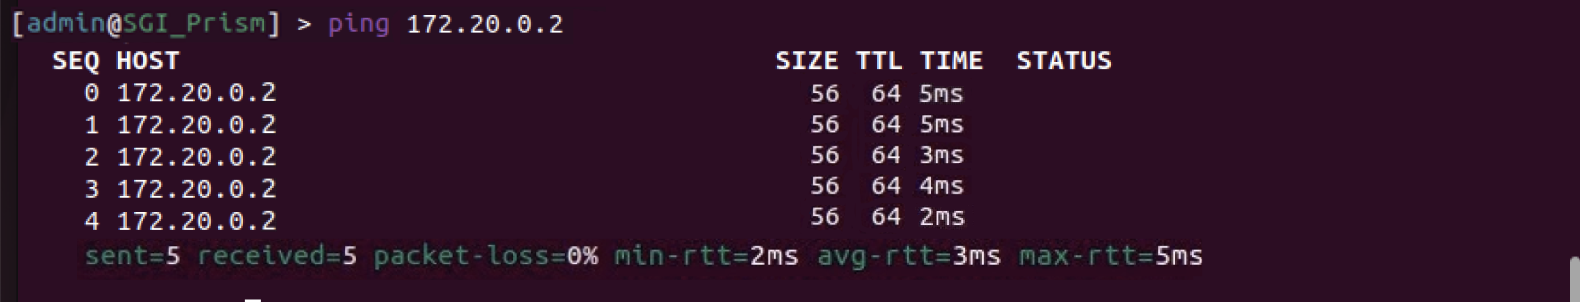 [admin@SGI_Prism] > ping 172.20.0.2
SEQ HOST SIZE TTL TIME STATUS
0 172.20.0.2 56 64 5ms
1 172.20.0.2 56 64 5ms
2 172.20.0.2 56 64 3ms
3 172.20.0.2 56 64 4ms
4 172.20.0.2 56 64 2ms
sent=5 received=5 packet-loss=0% min-rtt=2ms avg-rtt=3ms max-rtt=5ms